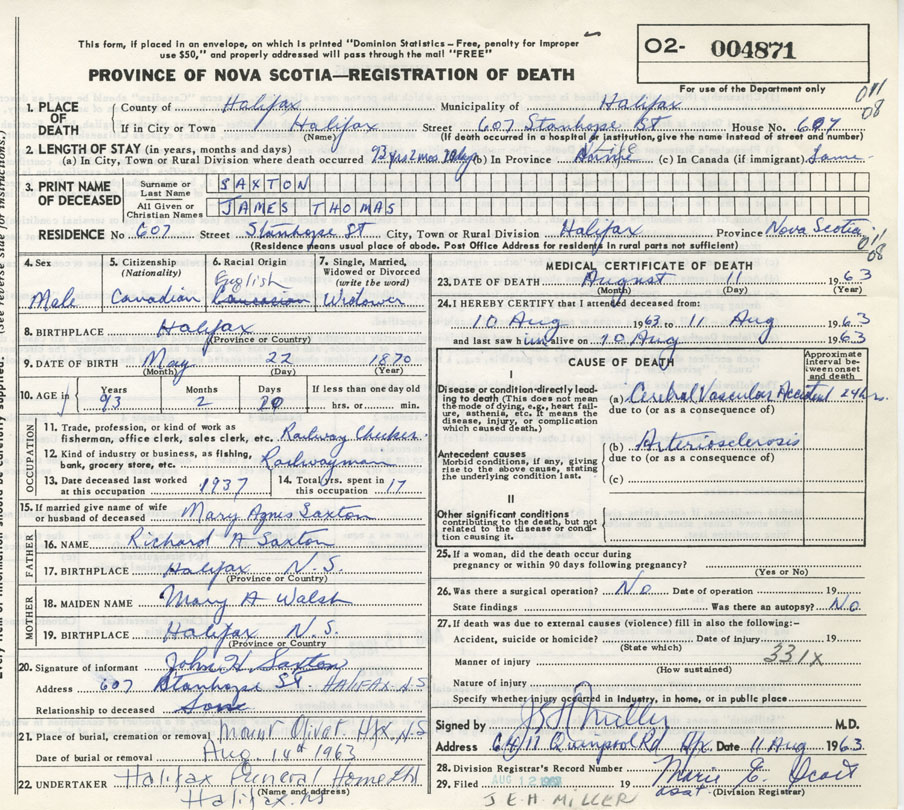 This form, if placed in an envelope, on which is printed "Dominion Statistics - Free, penalty for improper
use $50," and properly addressed will pass through the mail "FREE"
O2- 004871
For use of the Department only
PROVINCE OF NOVA SCOTIA—REGISTRATION OF DEATH
011
08
1. PLACE OF DEATH
County of Halifax Municipality of Halifax
If in City or Town Halifax Street 607 Stanhope St House No. 607
(Name) (If death occurred in hospital or institution, give the name instead of street and number)
2. LENGTH OF STAY (in years, months and days)
(a) In City, Town or Rural Division where death occurred 93 yrs 2 mos 20 days (b) In Province (c) In Canada (if immigrant) Same
3. PRINT NAME OF DECEASED
Surname or Last Name SAXTON
All Given or Christian Names JAMES THOMAS
RESIDENCE No 607 Street Stanhope St City, Town or Rural Division Halifax Province Nova Scotia
(Residence means usual place of abode. Post Office Address for residents in rural parts not sufficient)
011
08
4. Sex 5. Citizenship (Nationality) 6. Racial Origin 7. Single, Married, Widowed or Divorced (write the word)
Male Canadian English Caucasian Widower
8. BIRTHPLACE Halifax
(Province or Country)
9. DATE OF BIRTH May 22 1870
(Month) (Day) (Year)
10. AGE in Years Months Days If less than one day old
93 2 20 hrs. or min.
OCCUPATION
11. Trade, profession, or kind of work as
fisherman, office clerk, sales clerk, etc. Railway Checker
12. Kind of industry or business, as fishing,
bank, grocery store, etc. Railwayman
13. Date deceased last worked at this occupation 1937 14. Total yrs. spent in this occupation 17
15. If married give name of wife
or husband of deceased Mary Agnes Saxton
FATHER
16. NAME Richard A Saxton
17. BIRTHPLACE Halifax N.S.
(Province or Country)
MOTHER
18. MAIDEN NAME Mary A Walsh
19. BIRTHPLACE Halifax N.S.
(Province or Country)
20. Signature of informant John H Saxton
Address 607 Stanhope St HALIFAX N.S
Relationship to deceased
21. Place of burial, cremation or removal Mount Olivet Hfx, N.S
Date of burial or removal Aug. 14th 1963
22. UNDERTAKER Halifax Funeral Home Ltd
(Name and address)
Halifax. NS
MEDICAL CERTIFICATE OF DEATH
23. DATE OF DEATH August 11 1963
(Month) (Day) (Year)
24. I HEREBY CERTIFY that I attended deceased from:
10 Aug 1963 to 11 Aug 1963
and last saw him alive on 10 Aug 1963
CAUSE OF DEATH
Approximate interval between onset and death
I
Disease or condition directly leading to death (This does not mean the mode of dying, e.g., heart failure, asthenia, etc. It means the disease, injury, or complication which caused death.)
(a) Cerebral Vascular Accident 24 hrs.
due to (or as a consequence of)
Antecedent causes
Morbid conditions, if any, giving rise to the above cause, stating the underlying condition last.
(b) Arteriosclerosis
due to (or as a consequence of)
(c)
II
Other significant conditions
contributing to the death, but not related to the disease or condition causing it.
25. If a woman, did the death occur during
pregnancy or within 90 days following pregnancy?
(Yes or No)
26. Was there a surgical operation? No Date of operation 19
State findings Was there an autopsy? No.
27. If death was due to external causes (violence) fill in also the following:-
Accident, suicide or homicide? Date of injury 19
(State which)
331X
Manner of injury
(How sustained)
Nature of injury
Specify whether injury occurred in Industry, in home, or in public place
Signed by M.D.
Address Quinpool Rd Hfx. Date 11 Aug 1963.
28. Division Registrar's Record Number
29. Filed AUG 12 1963 19 Marie E.
(Division Registrar)
J. E. H. MILLER